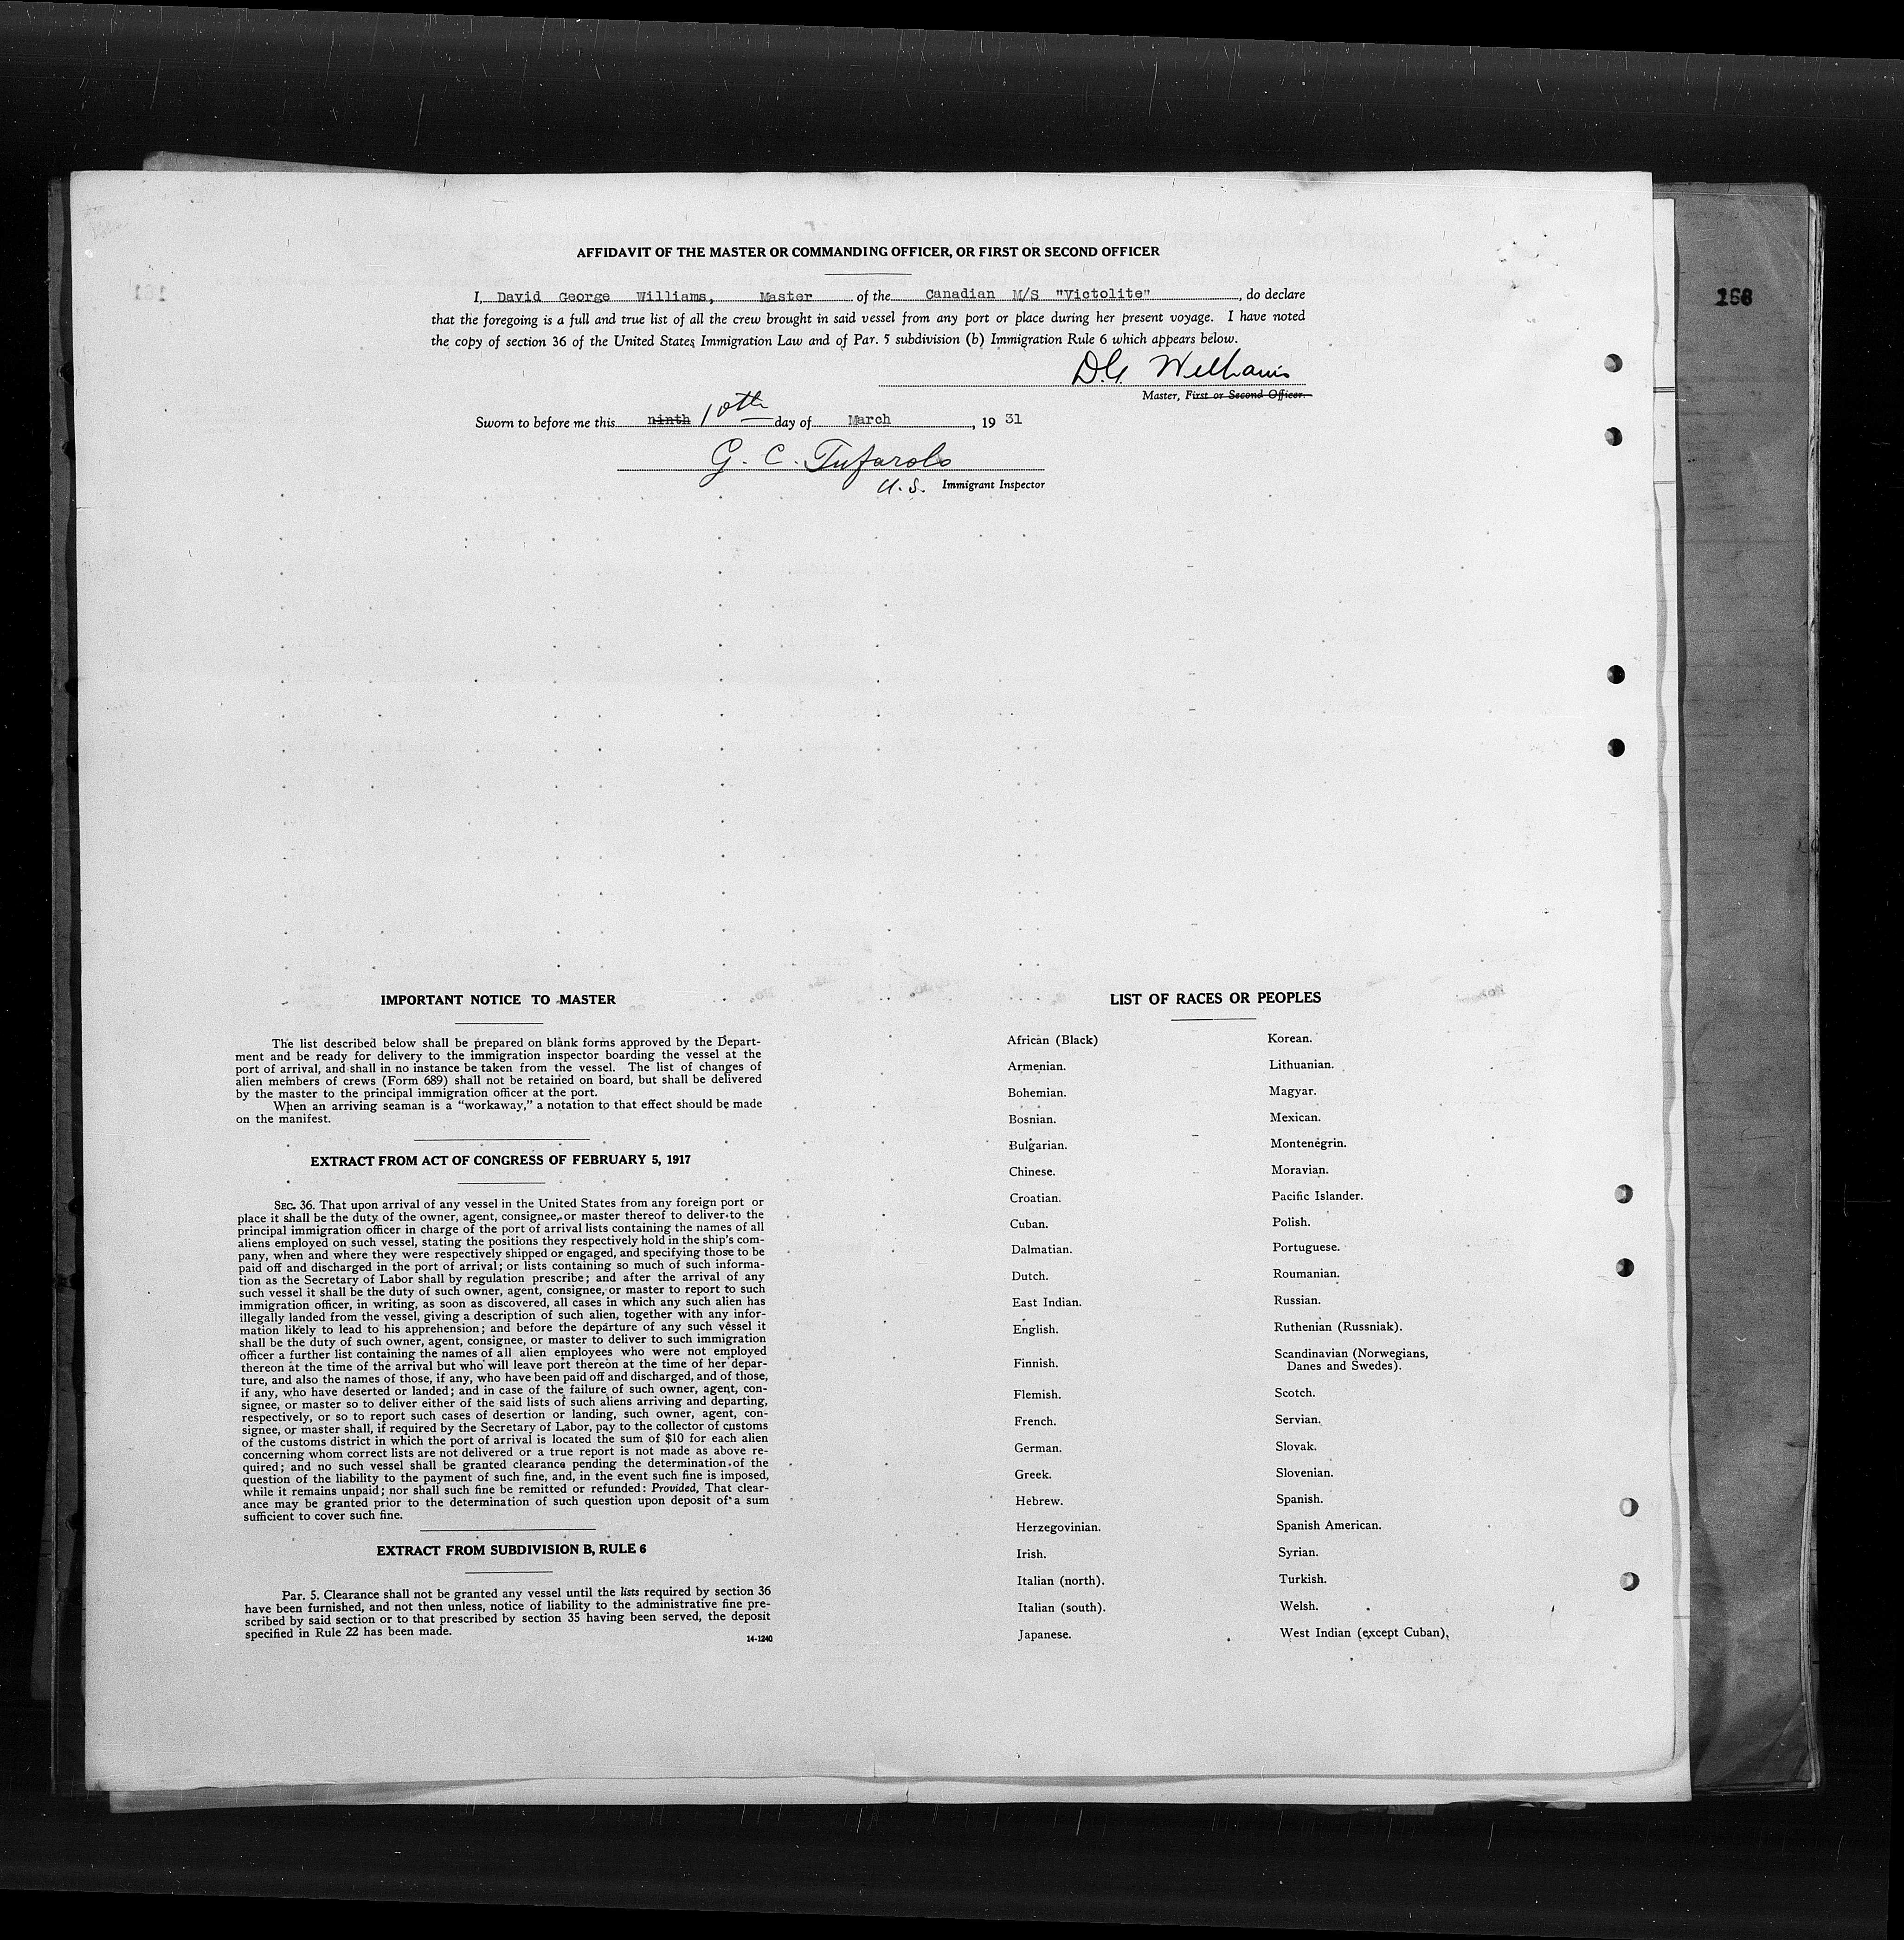 AFFIDAVIT OF THE MASTER OR COMMANDING OFFICER, OR FIRST OR SECOND OFFICER
I, David George Williams, Master of the Canadian M/S "Victolite", do declare
that the foregoing is a full and true list of all the crew brought in said vessel from any port or place during her present voyage. I have noted
the copy of section 36 of the United States Immigration Law and of Par. 5 subdivision (b) Immigration Rule 6 which appears below.
D.G. Williams
Master, First or Second Officer.
Sworn to before me this ninth 10th day of March, 1931
G. C. Tufarolo
U.S. Immigrant Inspector
IMPORTANT NOTICE TO MASTER
The list described below shall be prepared on blank forms approved by the Depart-
ment and be ready for delivery to the immigration inspector boarding the vessel at the
port of arrival, and shall in no instance be taken from the vessel. The list of changes of
alien members of crews (Form 689) shall not be retained on board, but shall be delivered
by the master to the principal immigration officer at the port.
When an arriving seaman is a "workaway," a notation to that effect should be made
on the manifest.
EXTRACT FROM ACT OF CONGRESS OF FEBRUARY 5, 1917
SEC. 36. That upon arrival of any vessel in the United States from any foreign port or
place it shall be the duty of the owner, agent, consignee, or master thereof to deliver to the
principal immigration officer in charge of the port of arrival lists containing the names of all
aliens employed on such vessel, stating the positions they respectively hold in the ship's com-
pany, when and where they were respectively shipped or engaged, and specifying those to be
paid off and discharged in the port of arrival; or lists containing so much of such informa-
tion as the Secretary of Labor shall by regulation prescribe; and after the arrival of any
such vessel it shall be the duty of such owner, agent, consignee, or master to report to such
immigration officer, in writing, as soon as discovered, all cases in which any such alien has
illegally landed from the vessel, giving a description of such alien, together with any infor-
mation likely to lead to his apprehension; and before the departure of any such vessel it
shall be the duty of such owner, agent, consignee, or master to deliver to such immigration
officer a further list containing the names of all alien employees who were not employed
thereon at the time of the arrival but who will leave port thereon at the time of her depar-
ture, and also the names of those, if any, who have been paid off and discharged, and of those,
if any, who have deserted or landed; and in case of the failure of such owner, agent, con-
signee, or master so to deliver either of the said lists of such aliens arriving and departing,
respectively, or so to report such cases of desertion or landing, such owner, agent, con-
signee, or master shall, if required by the Secretary of Labor, pay to the collector of customs
of the customs district in which the port of arrival is located the sum of $10 for each alien
concerning whom correct lists are not delivered or a true report is not made as above re-
quired; and no such vessel shall be granted clearance pending the determination of the
question of the liability to the payment of such fine, and, in the event such fine is imposed,
while it remains unpaid; nor shall such fine be remitted or refunded: Provided, That clear-
ance may be granted prior to the determination of such question upon deposit of a sum
sufficient to cover such fine.
EXTRACT FROM SUBDIVISION B, RULE 6
Par. 5. Clearance shall not be granted any vessel until the lists required by section 36
have been furnished, and not then unless, notice of liability to the administrative fine pre-
scribed by said section or to that prescribed by section 35 having been served, the deposit
specified in Rule 22 has been made.
14-1240
LIST OF RACES OR PEOPLES
African (Black)
Armenian.
Bohemian.
Bosnian.
Bulgarian.
Chinese.
Croatian.
Cuban.
Dalmatian.
Dutch.
East Indian.
English.
Finnish.
Flemish.
French.
German.
Greek.
Hebrew.
Herzegovinian.
Irish.
Italian (north).
Italian (south).
Japanese.
Korean.
Lithuanian.
Magyar.
Mexican.
Montenegrin.
Moravian.
Pacific Islander.
Polish.
Portuguese.
Roumanian.
Russian.
Ruthenian (Russniak).
Scandinavian (Norwegians,
Danes and Swedes).
Scotch.
Servian.
Slovak.
Slovenian.
Spanish.
Spanish American.
Syrian.
Turkish.
Welsh.
West Indian (except Cuban).